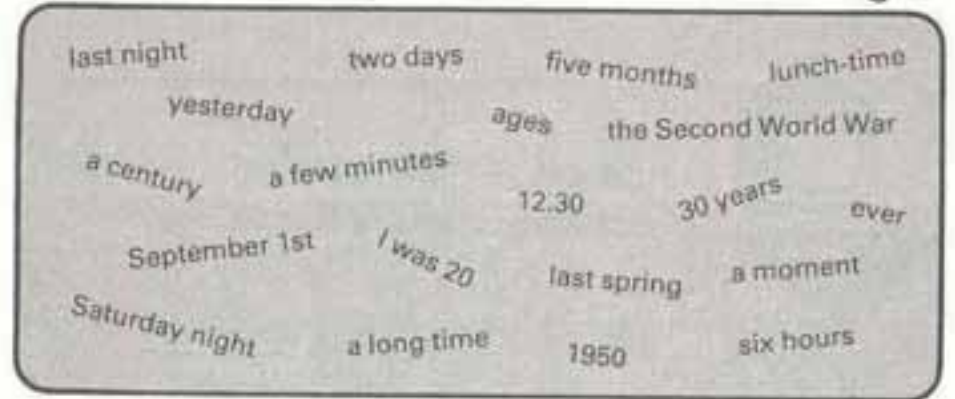 last night two days five months lunch-time
yesterday ages the Second World War
a century a few minutes 12.30 30 years ever
September 1st I was 20 last spring a moment
Saturday night a long time 1950 six hours